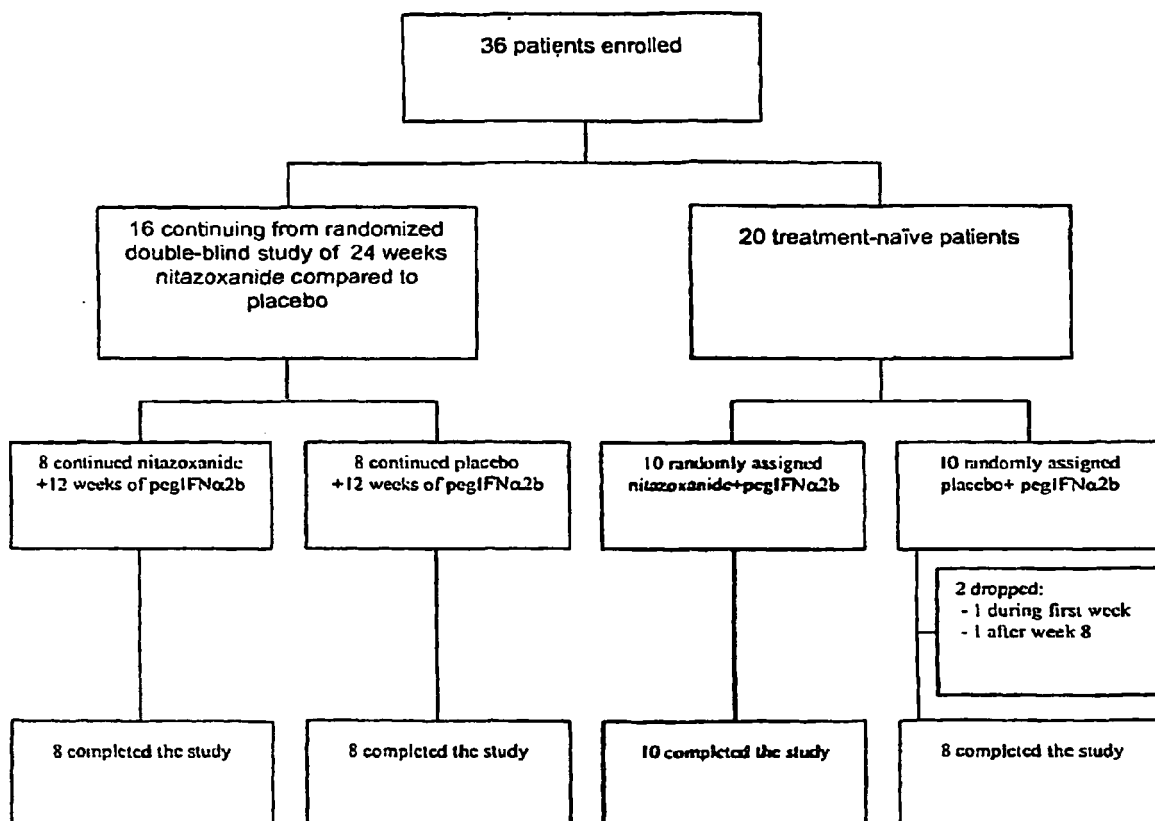 36 patients enrolled
16 continuing from randomized
double-blind study of 24 weeks
nitazoxanide compared to
placebo
20 treatment-naïve patients
8 continued nitazoxanide
+12 weeks of pegIFNα2b
8 continued placebo
+12 weeks of pegIFNα2b
10 randomly assigned
nitazoxanide+pegIFNα2b
10 randomly assigned
placebo+ pegIFNα2b
2 dropped:
- 1 during first week
- 1 after week 8
8 completed the study
8 completed the study
10 completed the study
8 completed the study